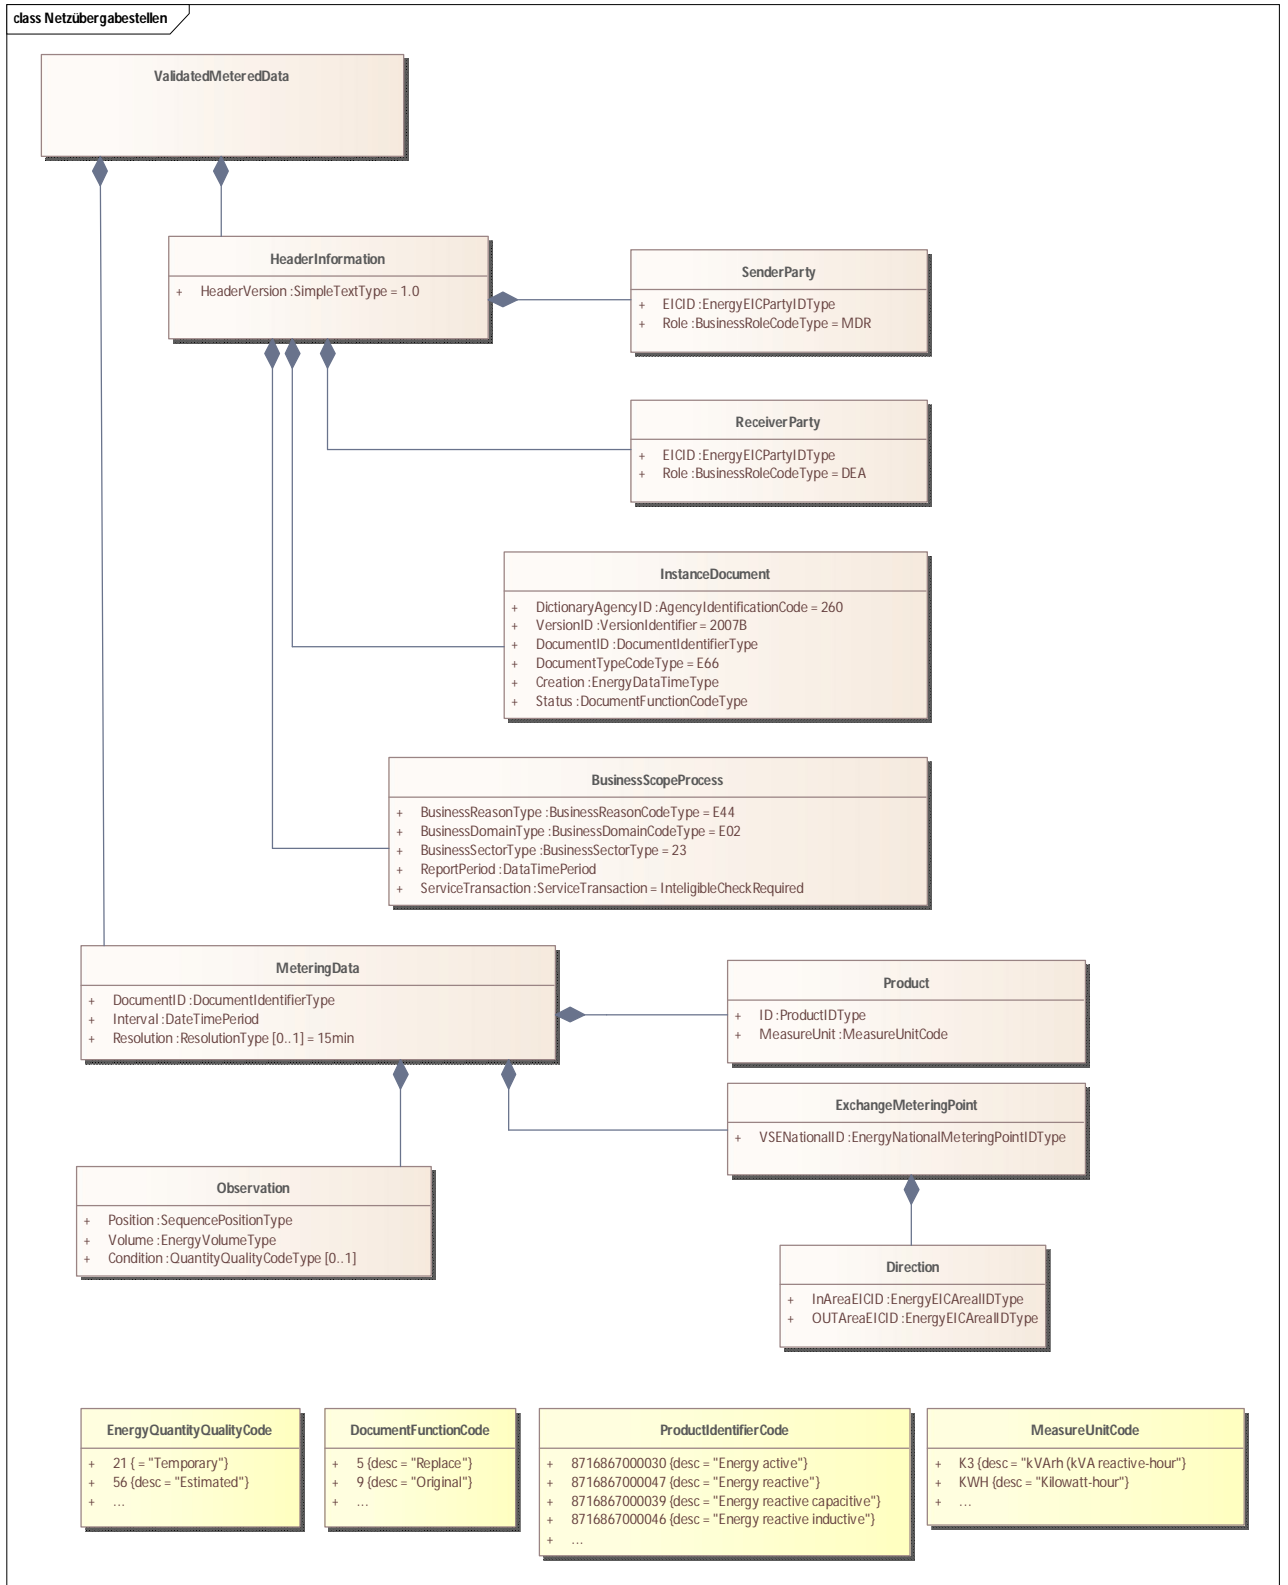 class Netzübergabestellen
ValidatedMeteredData
HeaderInformation
+ HeaderVersion :SimpleTextType = 1.0
SenderParty
+ EICID :EnergyEICPartyIDType
+ Role :BusinessRoleCodeType = MDR
ReceiverParty
+ EICID :EnergyEICPartyIDType
+ Role :BusinessRoleCodeType = DEA
InstanceDocument
+ DictionaryAgencyID :AgencyIdentificationCode = 260
+ VersionID :VersionIdentifier = 2007B
+ DocumentID :DocumentIdentifierType
+ DocumentTypeCodeType = E66
+ Creation :EnergyDataTimeType
+ Status :DocumentFunctionCodeType
BusinessScopeProcess
+ BusinessReasonType :BusinessReasonCodeType = E44
+ BusinessDomainType :BusinessDomainCodeType = E02
+ BusinessSectorType :BusinessSectorType = 23
+ ReportPeriod :DataTimePeriod
+ ServiceTransaction :ServiceTransaction = InteligibleCheckRequired
MeteringData
+ DocumentID :DocumentIdentifierType
+ Interval :DateTimePeriod
+ Resolution :ResolutionType [0..1] = 15min
Product
+ ID :ProductIDType
+ MeasureUnit :MeasureUnitCode
ExchangeMeteringPoint
+ VSENationalID :EnergyNationalMeteringPointIDType
Observation
+ Position :SequencePositionType
+ Volume :EnergyVolumeType
+ Condition :QuantityQualityCodeType [0..1]
Direction
+ InAreaEICID :EnergyEICAreaIIDType
+ OUTAreaEICID :EnergyEICAreaIIDType
EnergyQuantityQualityCode
+ 21 { = "Temporary"}
+ 56 {desc = "Estimated"}
+ ...
DocumentFunctionCode
+ 5 {desc = "Replace"}
+ 9 {desc = "Original"}
+ ...
ProductIdentifierCode
+ 8716867000030 {desc = "Energy active"}
+ 8716867000047 {desc = "Energy reactive"}
+ 8716867000039 {desc = "Energy reactive capacitive"}
+ 8716867000046 {desc = "Energy reactive inductive"}
+ ...
MeasureUnitCode
+ K3 {desc = "kVArh (kVA reactive-hour"}
+ KWH {desc = "Kilowatt-hour"}
+ ...